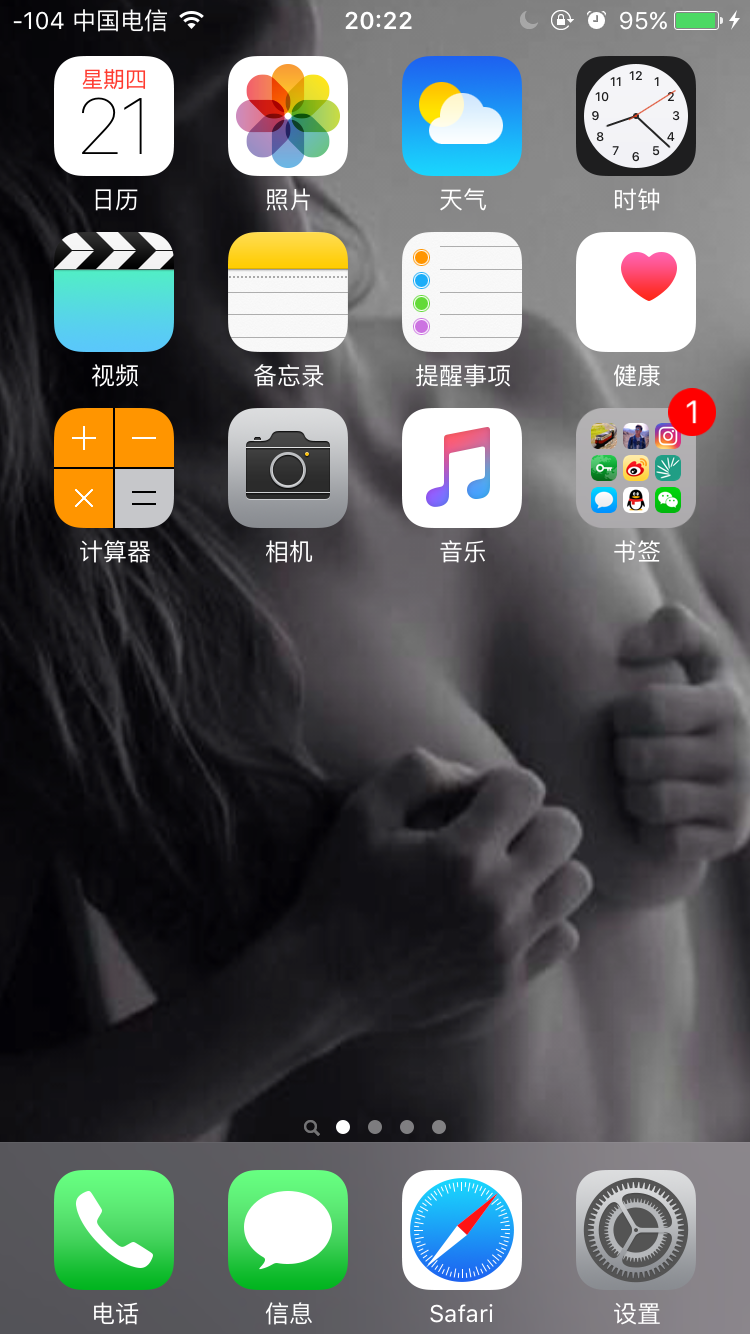 -104 中国电信 20:22 95%
星期四
21
12
11 1
10 2
9 3
8 4
7 5
6
日历 照片 天气 时钟
视频 备忘录 提醒事项 健康
1
计算器 相机 音乐 书签
电话 信息 Safari 设置